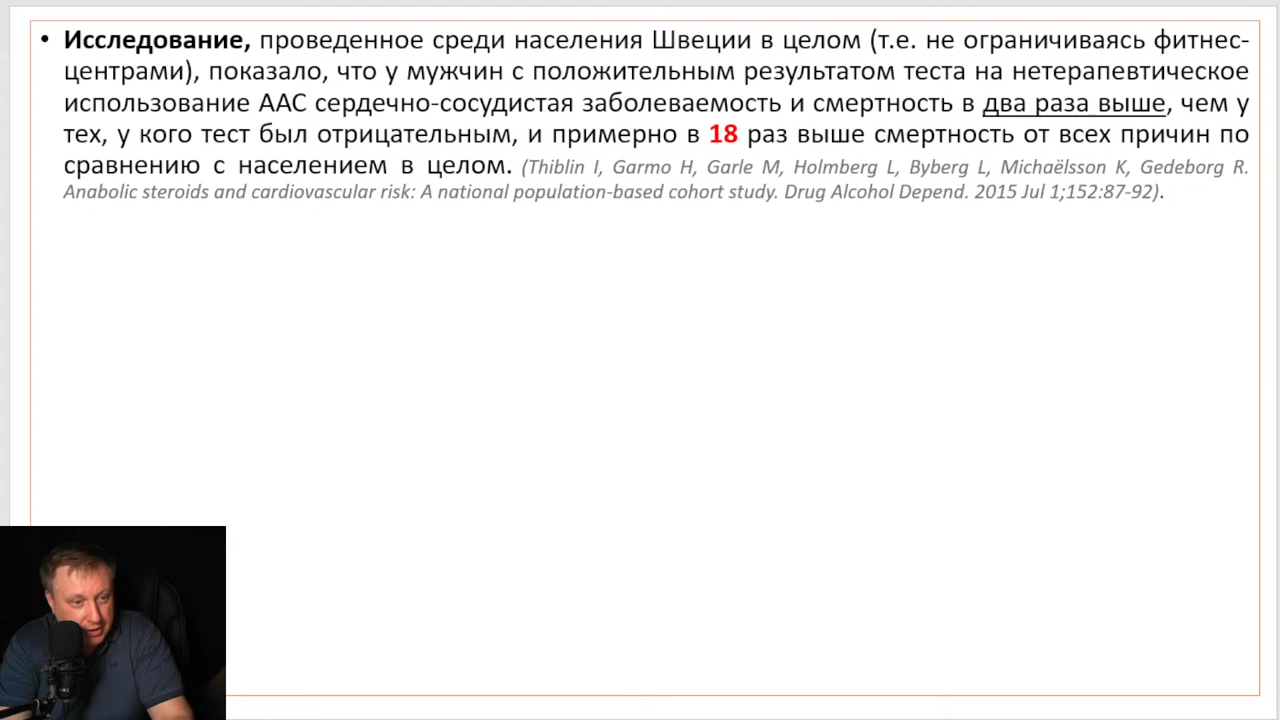 • Исследование, проведенное среди населения Швеции в целом (т.е. не ограничиваясь фитнес-
центрами), показало, что у мужчин с положительным результатом теста на нетерапевтическое
использование ААС сердечно-сосудистая заболеваемость и смертность в два раза выше, чем у
тех, у кого тест был отрицательным, и примерно в 18 раз выше смертность от всех причин по
сравнению с населением в целом. (Thiblin I, Garmo H, Garle M, Holmberg L, Byberg L, Michaëlsson K, Gedeborg R.
Anabolic steroids and cardiovascular risk: A national population-based cohort study. Drug Alcohol Depend. 2015 Jul 1;152:87-92).